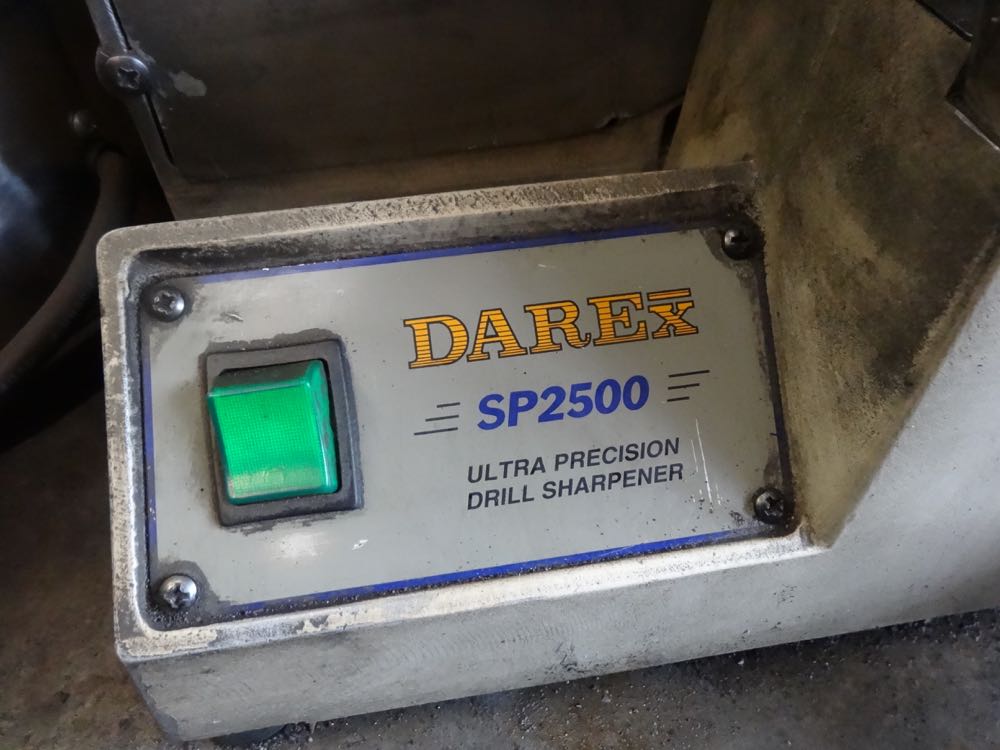 DAREX
SP2500
ULTRA PRECISION
DRILL SHARPENER